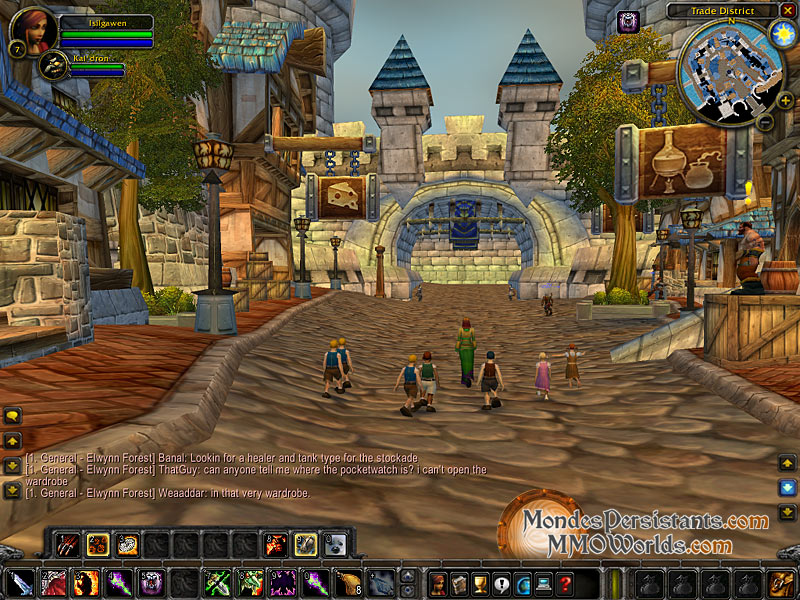 Isilgawen
7
Kal'dron
Trade District
N
[1. General - Elwynn Forest] Banal: Lookin for a healer and tank type for the stockade
[1. General - Elwynn Forest] ThatGuy: can anyone tell me where the pocketwatch is? i can't open the
wardrobe
[1. General - Elwynn Forest] Weaaddar: in that very wardrobe.
MondesPersistants.com
MMOWorlds.com